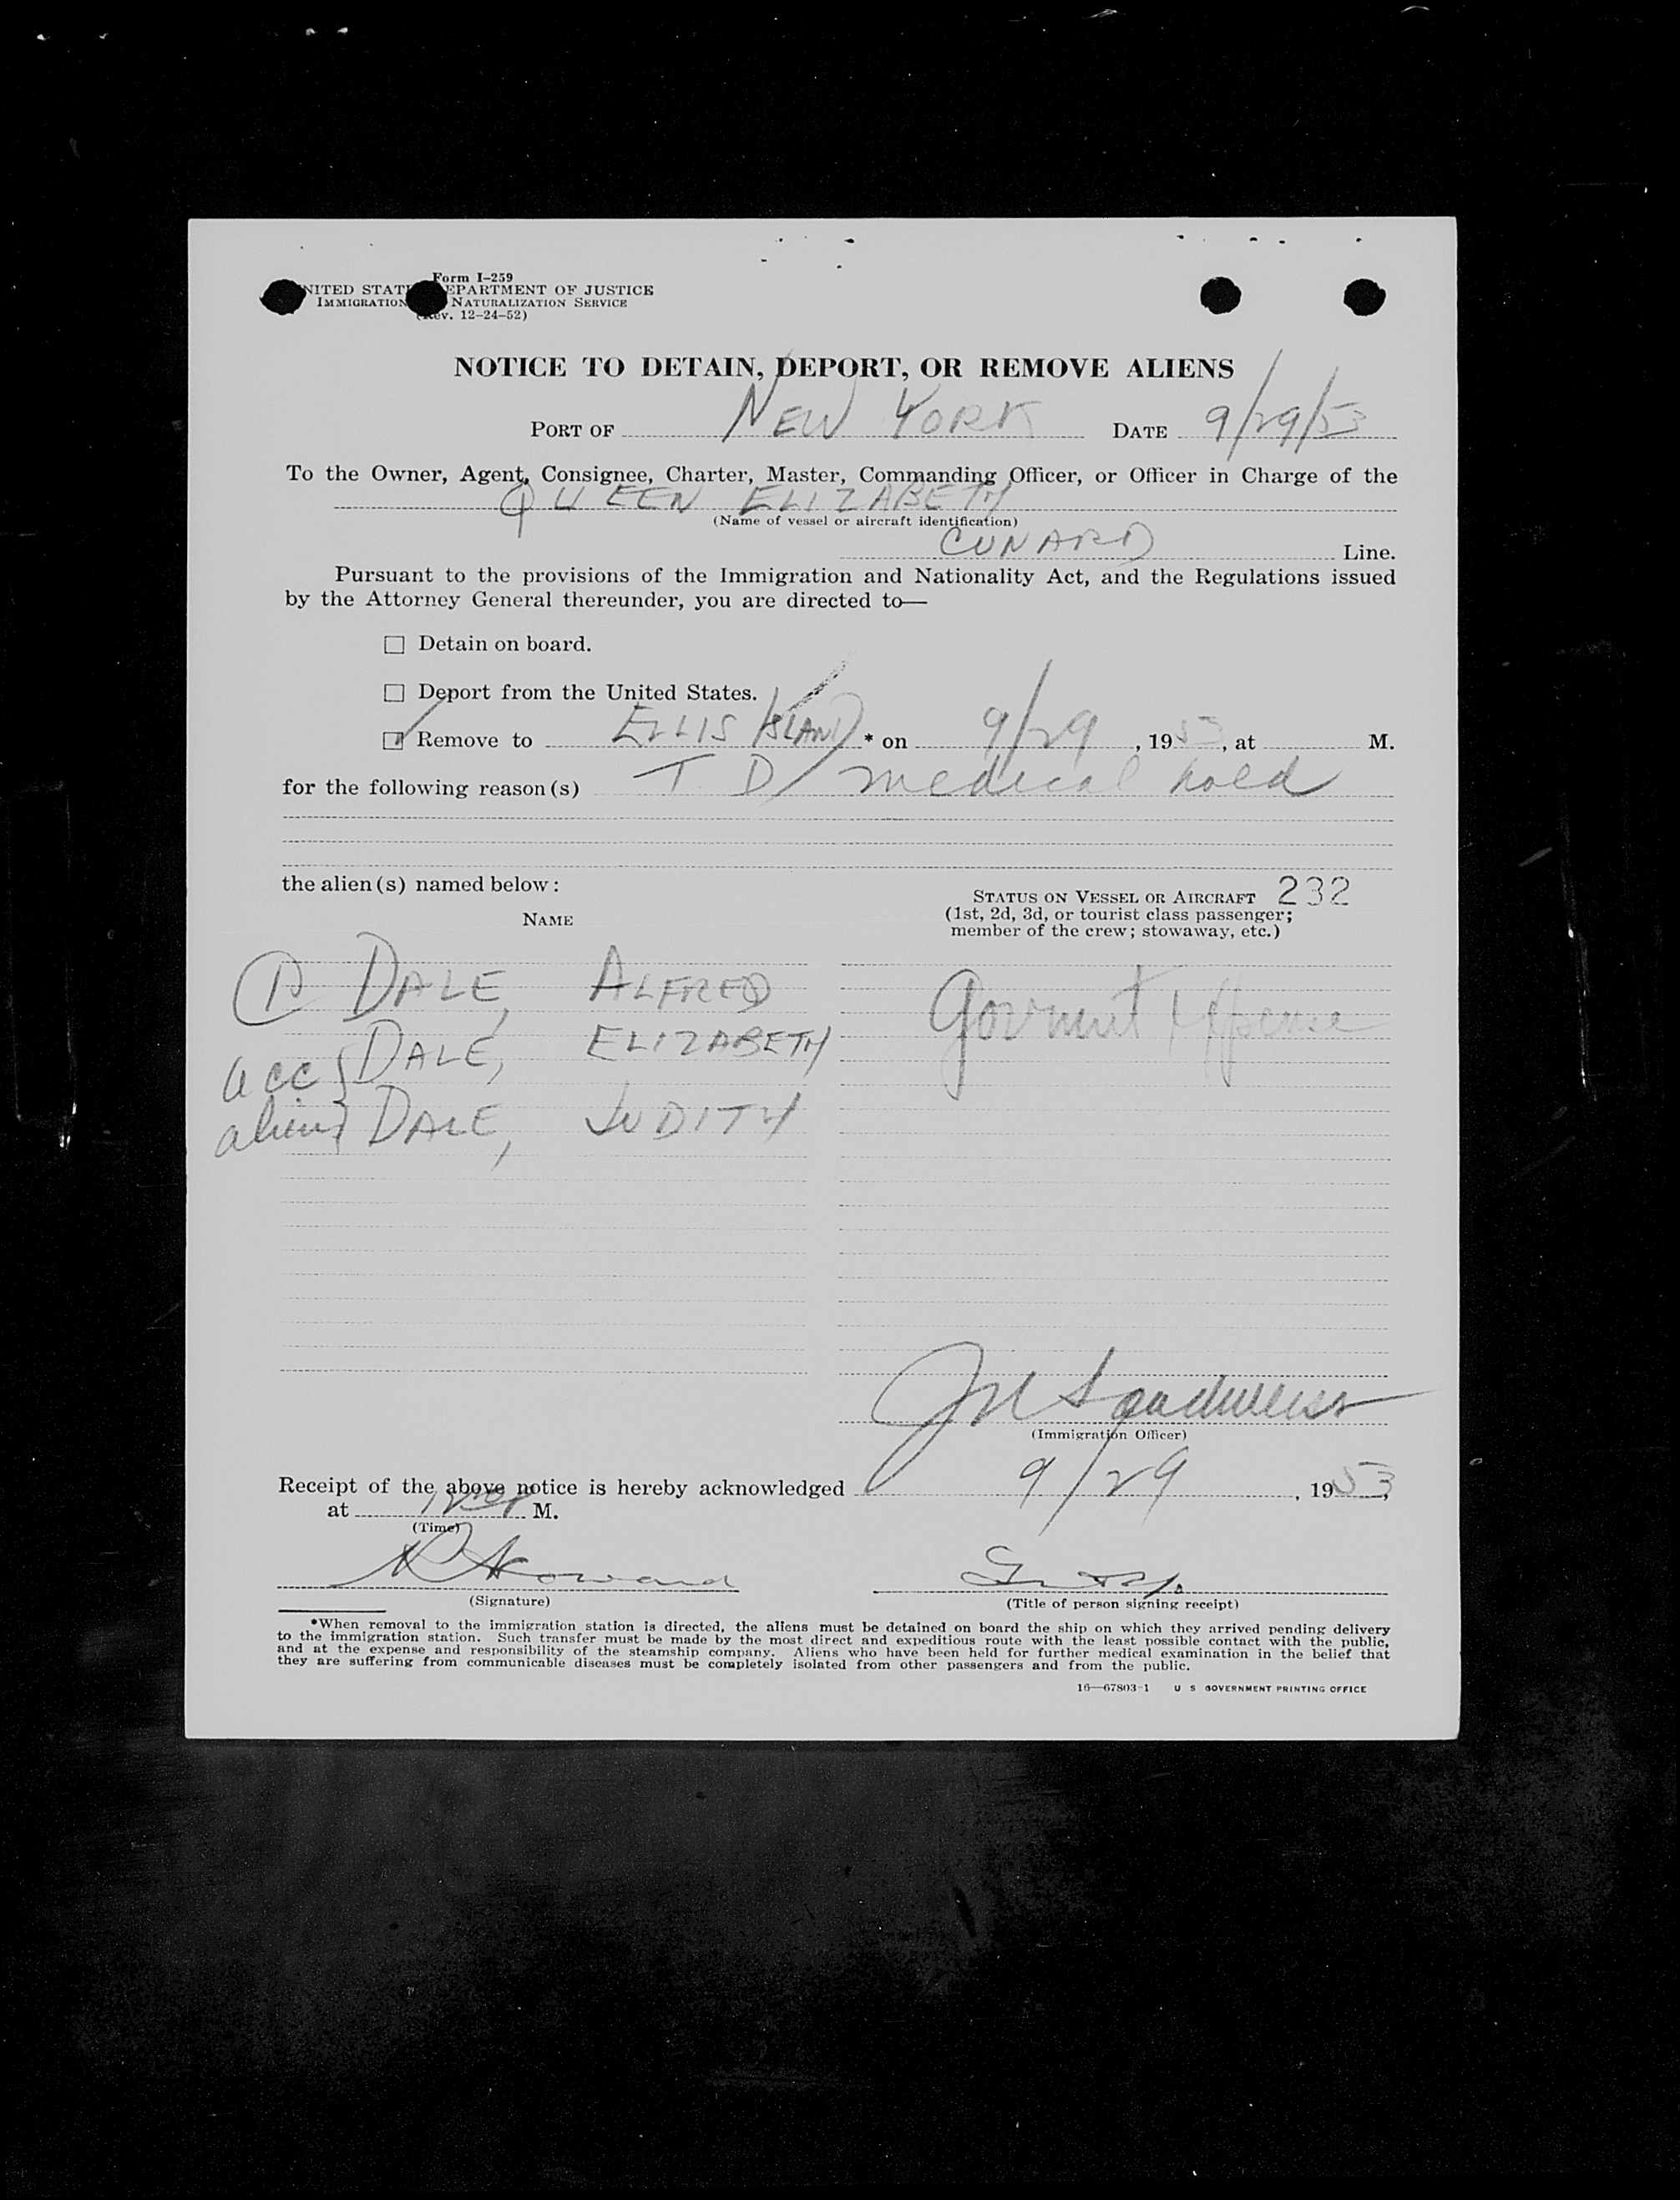 Form I-259
NITED STAT EPARTMENT OF JUSTICE
IMMIGRATION NATURALIZATION SERVICE
ev. 12-24-52)
NOTICE TO DETAIN, DEPORT, OR REMOVE ALIENS
PORT OF NEW YORK DATE 9/29/53
To the Owner, Agent, Consignee, Charter, Master, Commanding Officer, or Officer in Charge of the
QUEEN ELIZABETH
(Name of vessel or aircraft identification)
CUNARD Line.
Pursuant to the provisions of the Immigration and Nationality Act, and the Regulations issued
by the Attorney General thereunder, you are directed to—
Detain on board.
Deport from the United States.
Remove to ELLIS ISLAND * on 9/29, 1953, at M.
for the following reason(s) T D/ medical hold
the alien(s) named below:
STATUS ON VESSEL OR AIRCRAFT 232
(1st, 2d, 3d, or tourist class passenger;
member of the crew; stowaway, etc.)
NAME
DALE, ALFRED
acc DALE, ELIZABETH
aliens DALE, JUDITH
(Immigration Officer)
Receipt of the above notice is hereby acknowledged 9/29, 1953,
at M.
(Time)
R Howard
(Signature)
(Title of person signing receipt)
*When removal to the immigration station is directed, the aliens must be detained on board the ship on which they arrived pending delivery
to the immigration station. Such transfer must be made by the most direct and expeditious route with the least possible contact with the public,
and at the expense and responsibility of the steamship company. Aliens who have been held for further medical examination in the belief that
they are suffering from communicable diseases must be completely isolated from other passengers and from the public.
16—67803-1 U S GOVERNMENT PRINTING OFFICE